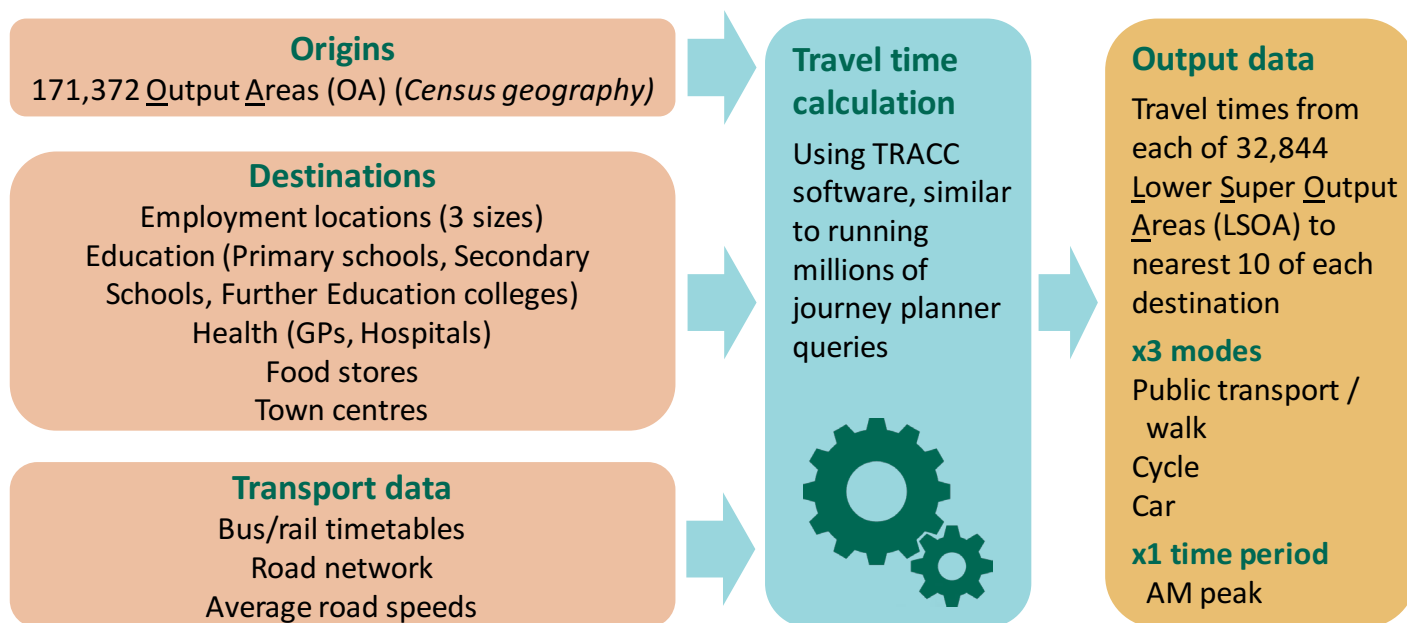 Origins
171,372 Output Areas (OA) (Census geography)
Destinations
Employment locations (3 sizes)
Education (Primary schools, Secondary
Schools, Further Education colleges)
Health (GPs, Hospitals)
Food stores
Town centres
Transport data
Bus/rail timetables
Road network
Average road speeds
Travel time
calculation
Using TRACC
software, similar
to running
millions of
journey planner
queries
Output data
Travel times from
each of 32,844
Lower Super Output
Areas (LSOA) to
nearest 10 of each
destination
x3 modes
Public transport /
walk
Cycle
Car
x1 time period
AM peak